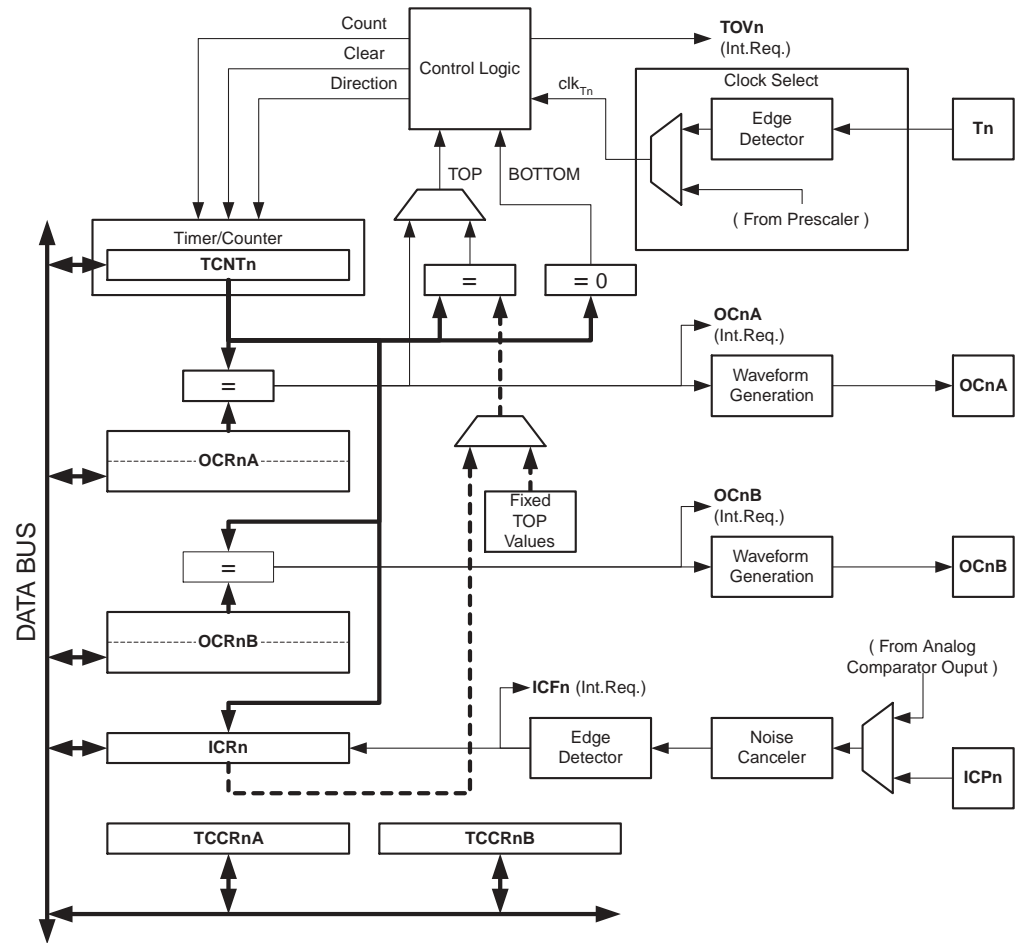 Count
Clear
Direction
Control Logic
TOVn
(Int.Req.)
clkTn
Clock Select
Edge
Detector
Tn
( From Prescaler )
TOP
BOTTOM
Timer/Counter
TCNTn
=
= 0
OCnA
(Int.Req.)
=
Waveform
Generation
OCnA
OCRnA
Fixed
TOP
Values
OCnB
(Int.Req.)
=
Waveform
Generation
OCnB
OCRnB
DATA BUS
( From Analog
Comparator Ouput )
ICFn (Int.Req.)
ICRn
Edge
Detector
Noise
Canceler
ICPn
TCCRnA
TCCRnB